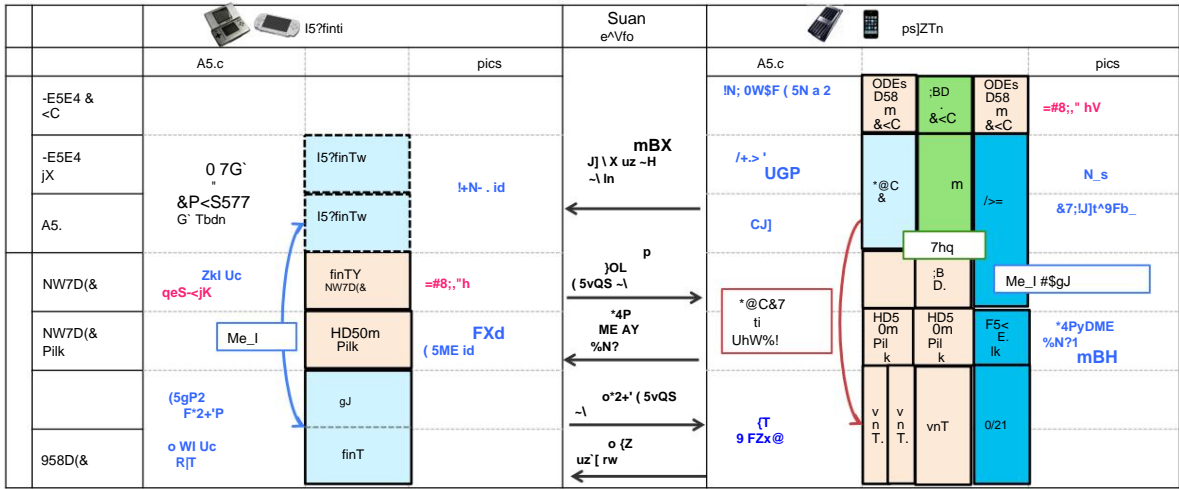 I5?finti
Suan
e^Vfo
ps]ZTn
A5.c
pics
A5.c
pics
-E5E4 &
<C
!N; 0W$F ( 5N a 2
ODEs
D58
m
&<C
;BD
.
&<C
ODEs
D58
m
&<C
=#8;," hV
-E5E4
jX
0 7G`
"
&P<S577
G` Tbdn
I5?finTw
!+N- . id
mBX
J] \ X uz ~H
~\ ln
/+.> '
UGP
*@C
&
m
/>=
N_s
A5.
I5?finTw
CJ]
&7;!J]t^9Fb_
7hq
NW7D(&
ZkI Uc
qeS-<jK
finTY
NW7D(&
=#8;,"h
p
}OL
( 5vQS ~\
;B
D.
Me_I #$gJ
*@C&7
ti
UhW%!
NW7D(&
Pilk
Me_I
HD50m
Pilk
FXd
( 5ME id
*4P
ME AY
%N?
HD5
0m
Pil
k
HD5
0m
Pil
k
F5<
E.
lk
*4PyDME
%N?1
mBH
(5gP2
F*2+'P
gJ
o*2+' ( 5vQS
~\
{T
9 FZx@
v
n
T.
v
n
T.
vnT
0/21
958D(&
o WI Uc
R|T
finT
o {Z
uz`[ rw